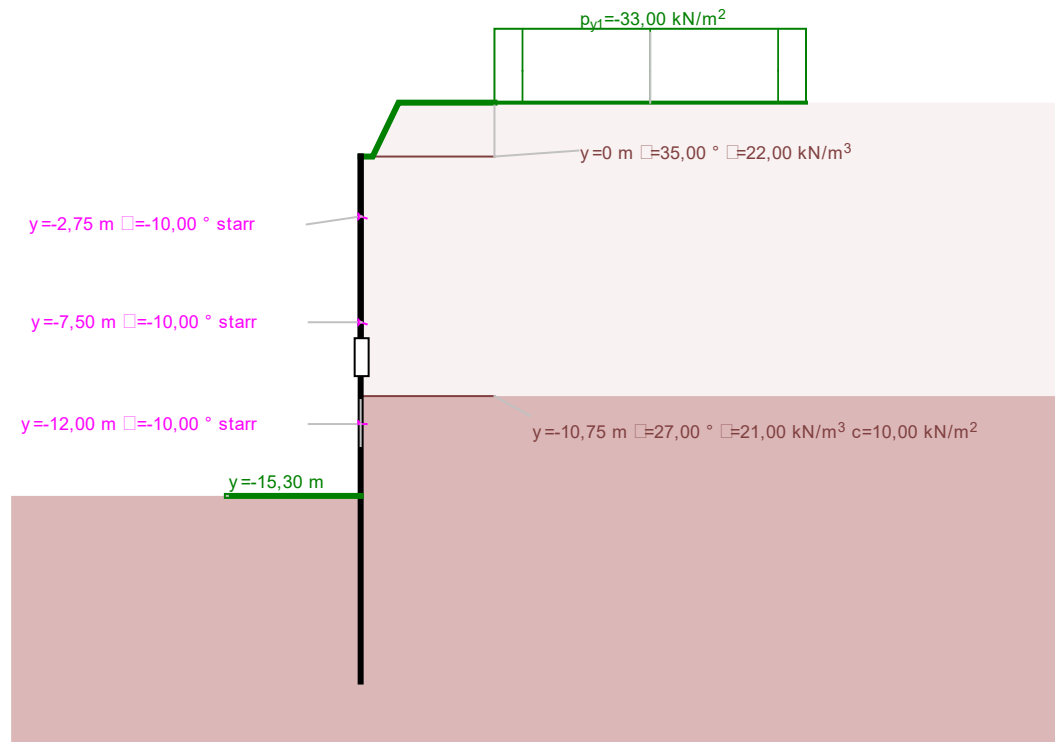 py1=-33,00 kN/m²
y=0 m □=35,00 ° □=22,00 kN/m³
y=-2,75 m □=-10,00 ° starr
y=-7,50 m □=-10,00 ° starr
y=-12,00 m □=-10,00 ° starr
y=-10,75 m □=27,00 ° □=21,00 kN/m³ c=10,00 kN/m²
y=-15,30 m